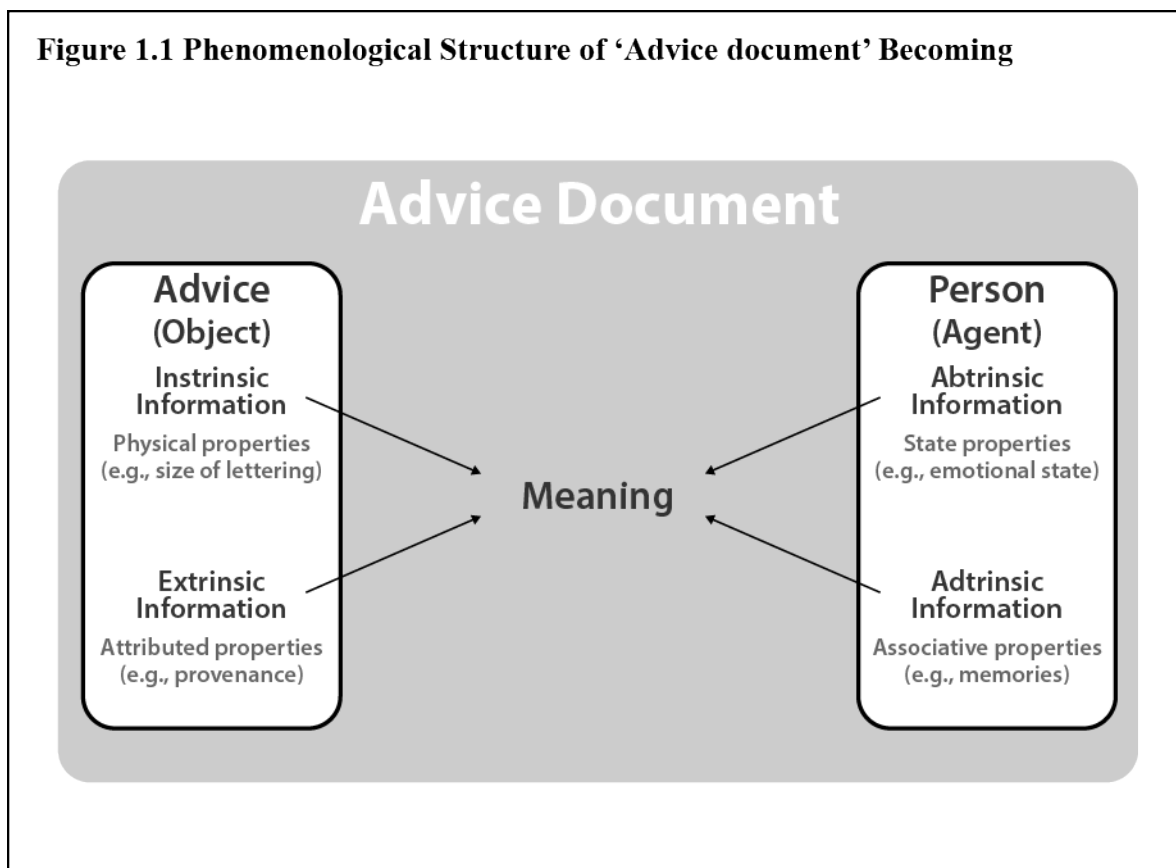 Figure 1.1 Phenomenological Structure of ‘Advice document’ Becoming
Advice Document
Advice
(Object)
Instrinsic
Information
Physical properties
(e.g., size of lettering)
Extrinsic
Information
Attributed properties
(e.g., provenance)
Meaning
Person
(Agent)
Abtrinsic
Information
State properties
(e.g., emotional state)
Adtrinsic
Information
Associative properties
(e.g., memories)